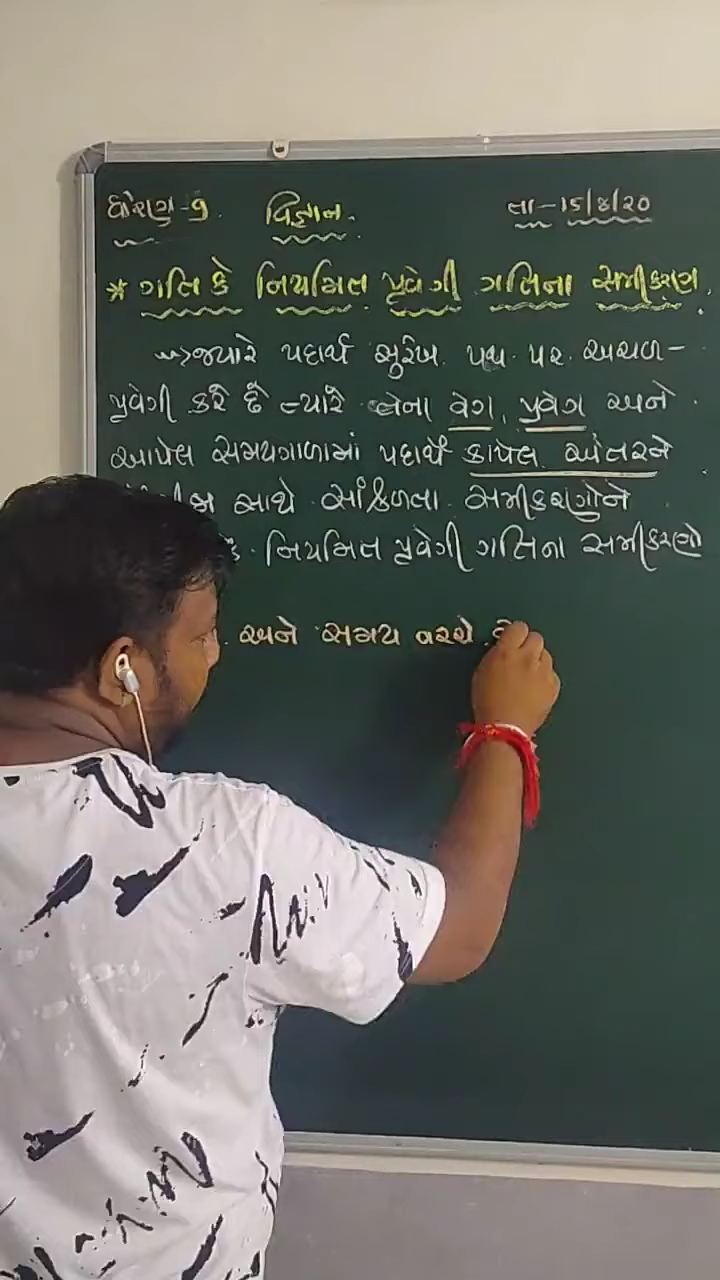 ધોરણ-9. વિજ્ઞાન. તા-15/8/20
* ગતિ કે નિયમિત પ્રવેગી ગતિના સમીકરણ.
જ્યારે પદાર્થ સુરેખ પથ પર અચળ-
પ્રવેગી કરે છે ત્યારે તેના વેગ, પ્રવેગ અને
આપેલ સમયગાળામાં પદાર્થે કાપેલ અંતરને
સાથે સાંકળતા સમીકરણોને
નિયમિત પ્રવેગી ગતિના સમીકરણો
અને સમય વચ્ચે